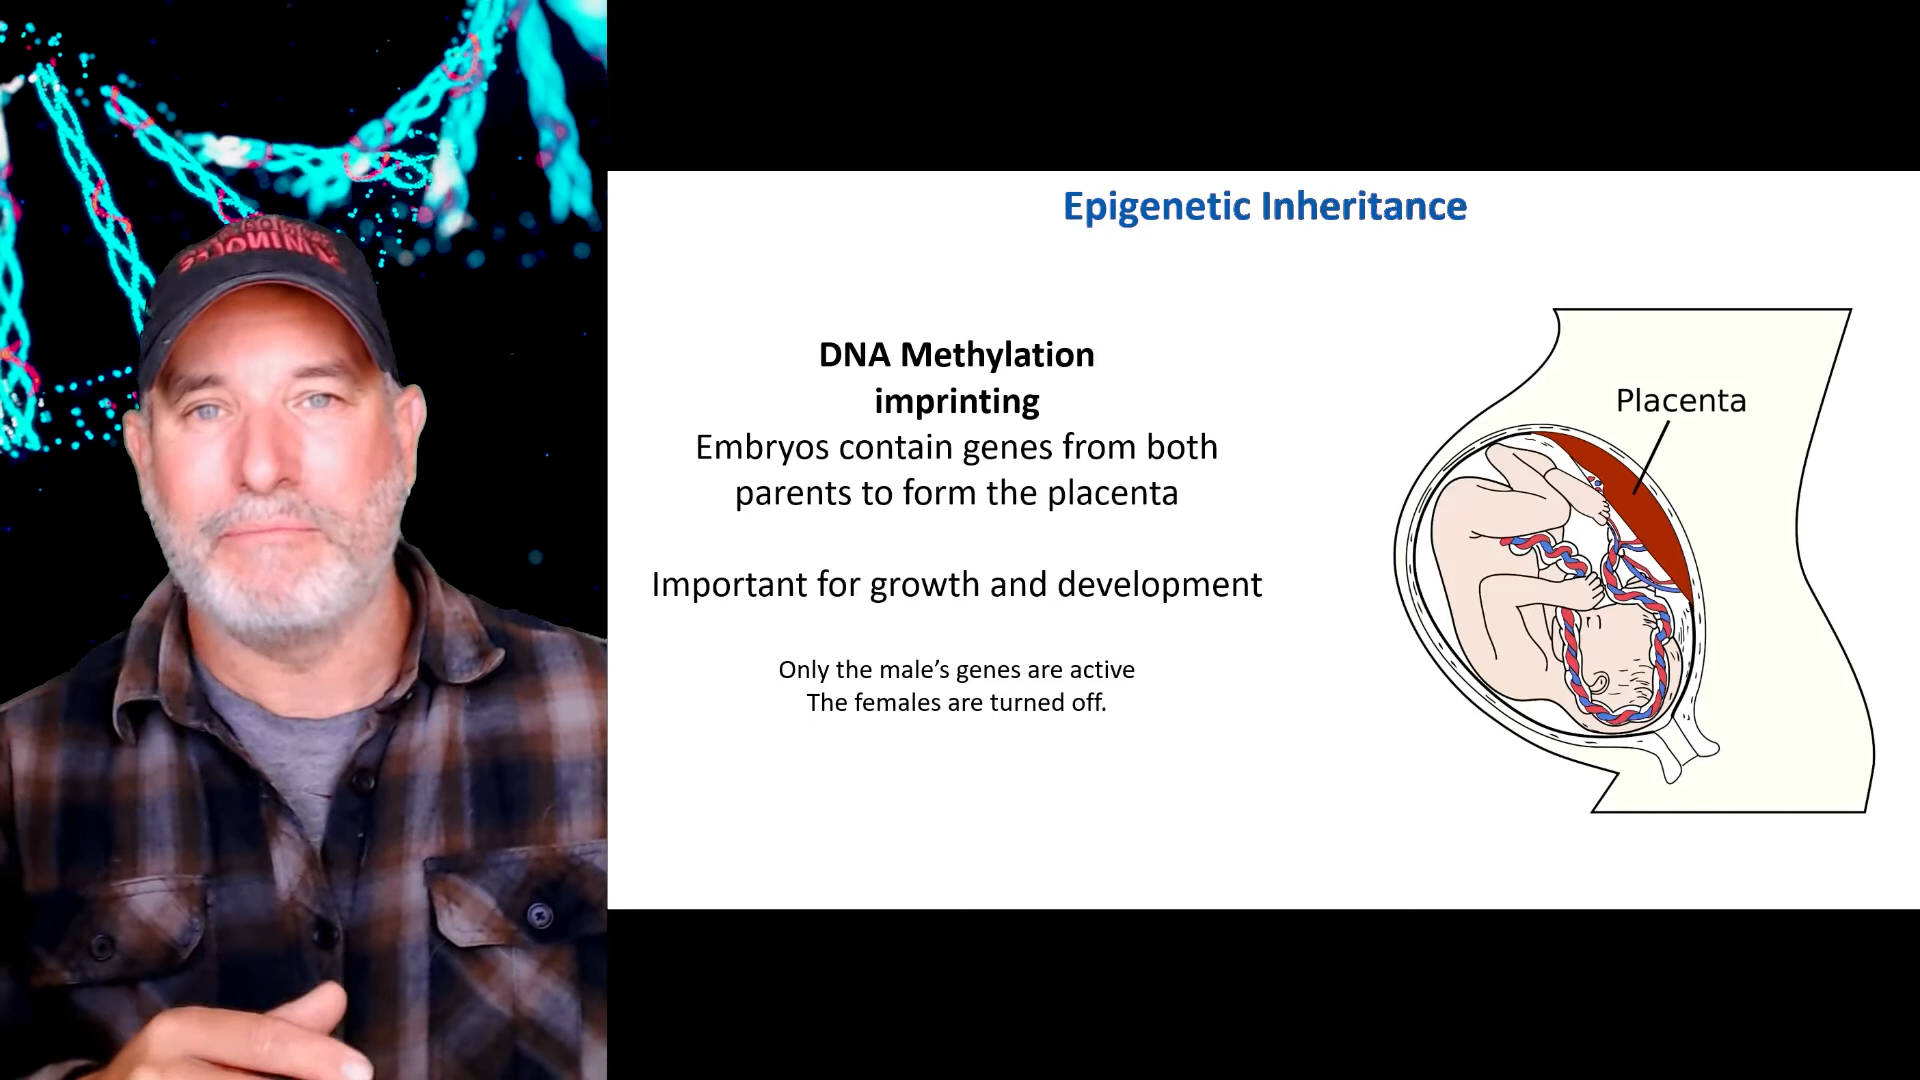 Epigenetic Inheritance
DNA Methylation
imprinting
Embryos contain genes from both
parents to form the placenta
Important for growth and development
Only the male’s genes are active
The females are turned off.
Placenta